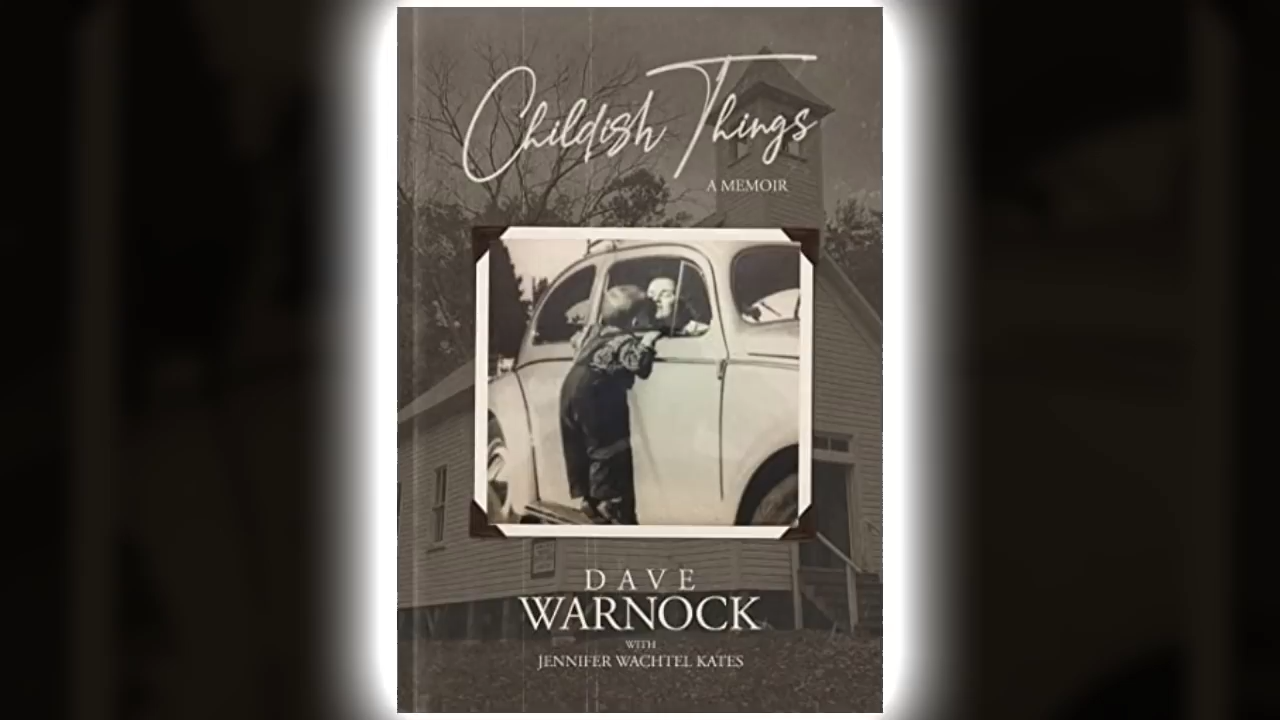 Childish Things
A MEMOIR
DAVE
WARNOCK
WITH
JENNIFER WACHTEL KATES